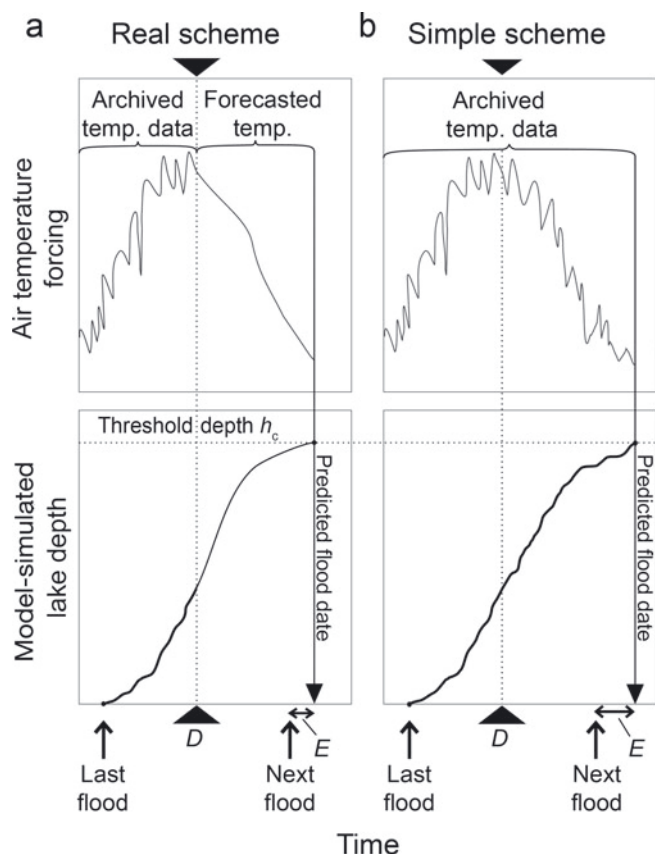 a
Real scheme
b
Simple scheme
Archived
temp. data
Forecasted
temp.
Archived
temp. data
Air temperature
forcing
Threshold depth hc
Predicted flood date
Predicted flood date
Model-simulated
lake depth
D
E
D
E
Last
flood
Next
flood
Last
flood
Next
flood
Time